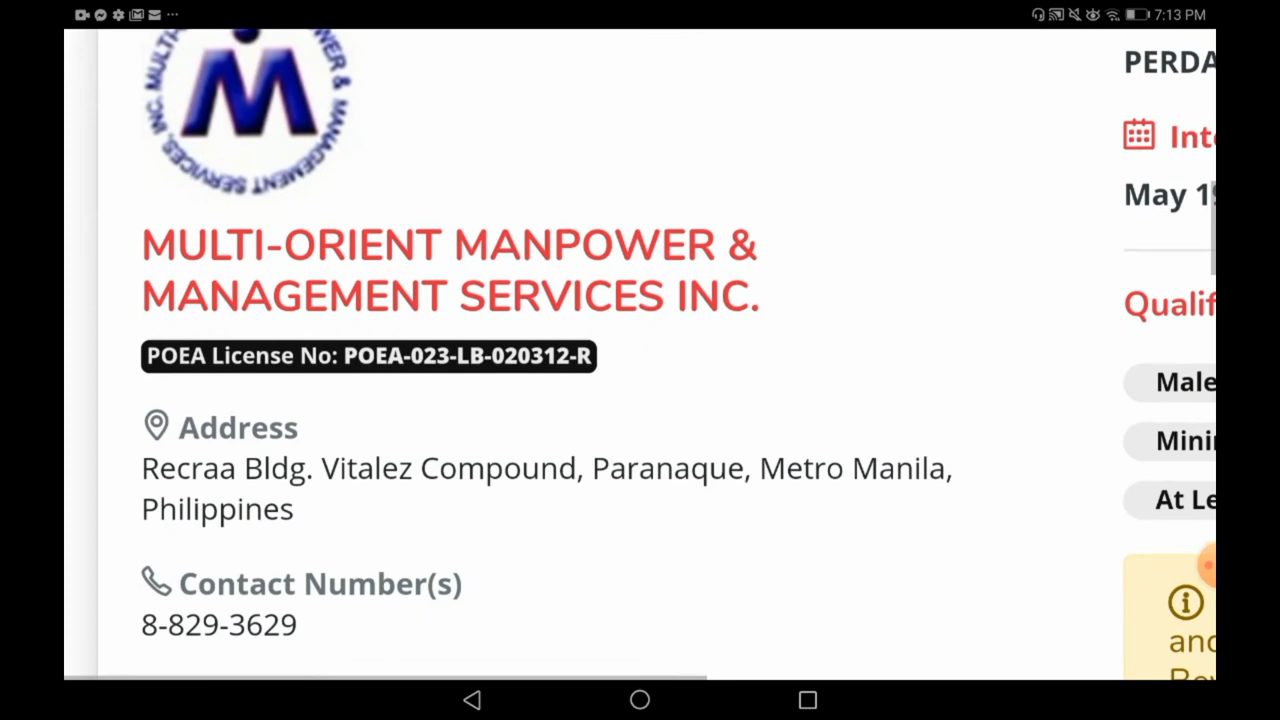 7:13 PM
MULTI-ORIENT MANPOWER &
MANAGEMENT SERVICES INC.
POEA License No: POEA-023-LB-020312-R
Address
Recraa Bldg. Vitalez Compound, Paranaque, Metro Manila,
Philippines
Contact Number(s)
8-829-3629
PERDA
Int
May 1
Qualif
Male
Mini
At Le
and